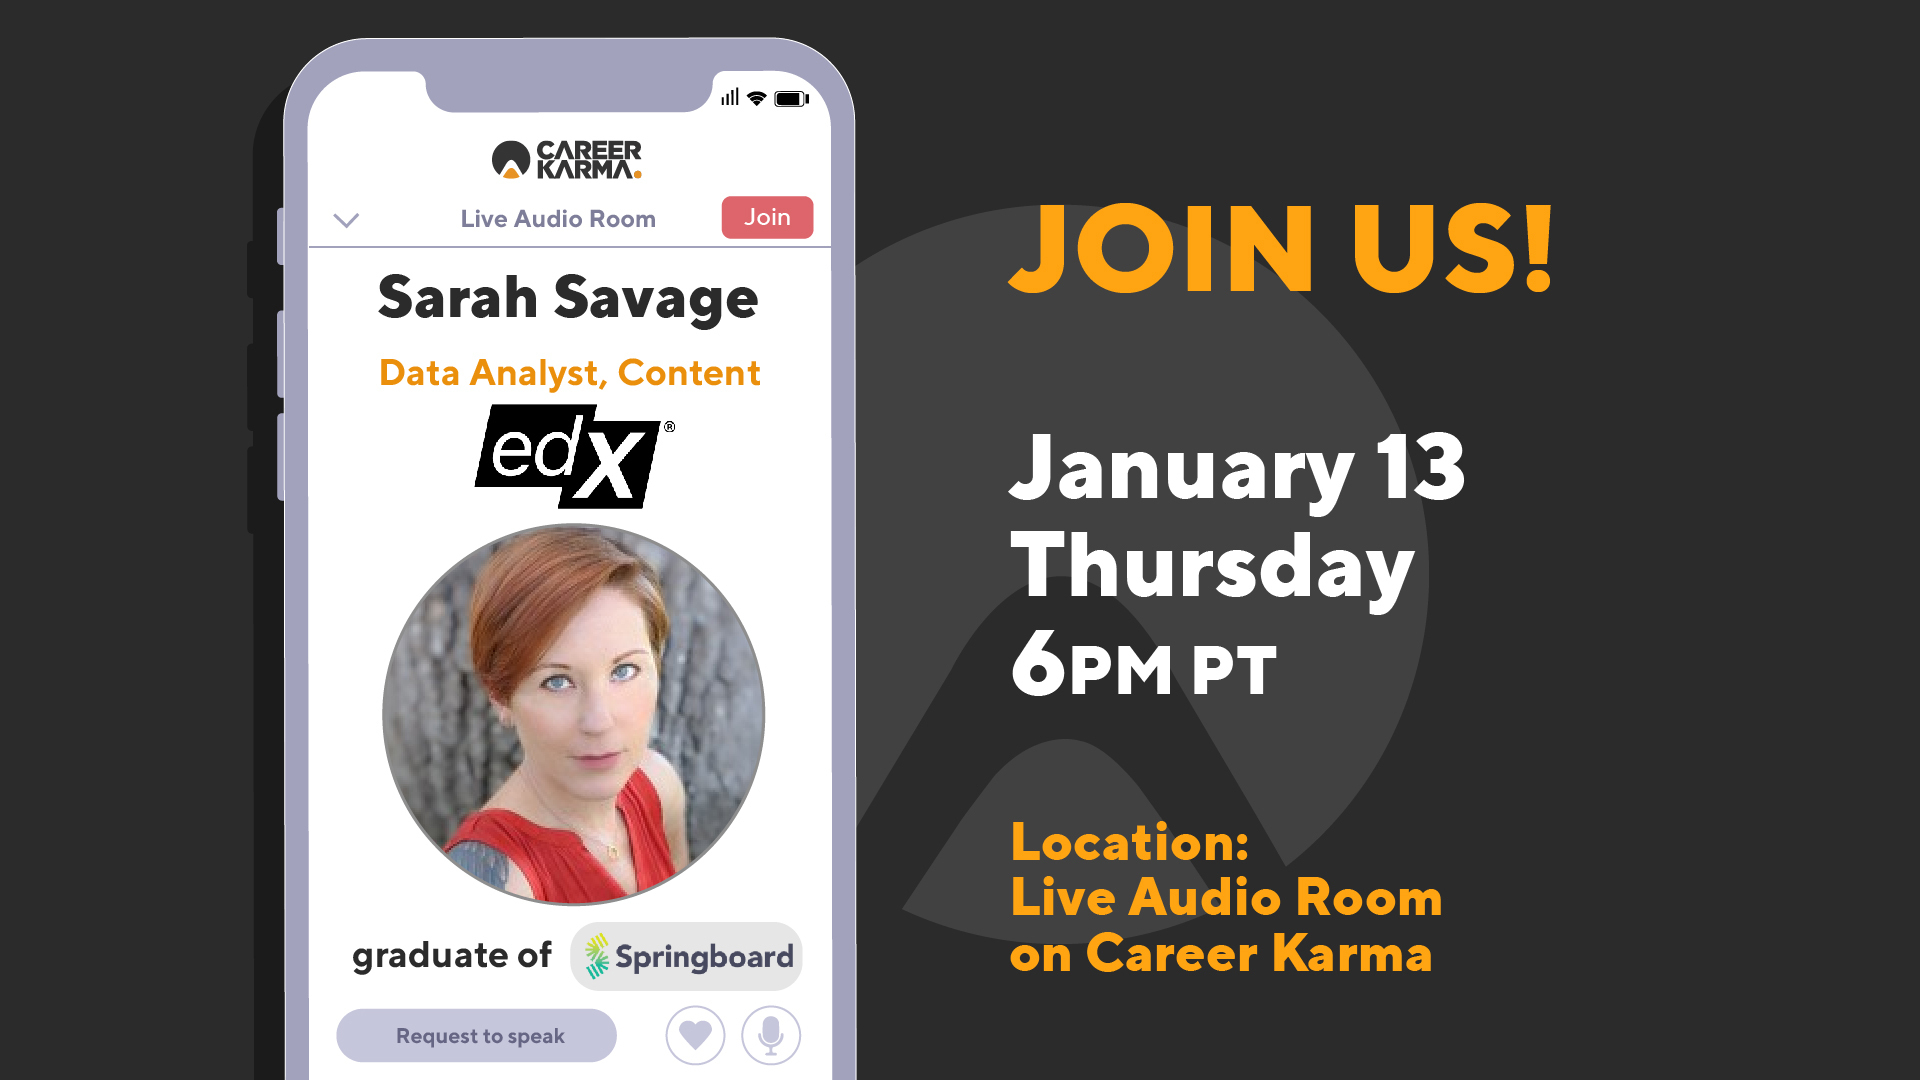 CAREER
KARMA.
Live Audio Room
Join
Sarah Savage
Data Analyst, Content
edX®
graduate of Springboard
Request to speak
JOIN US!
January 13
Thursday
6PM PT
Location:
Live Audio Room
on Career Karma